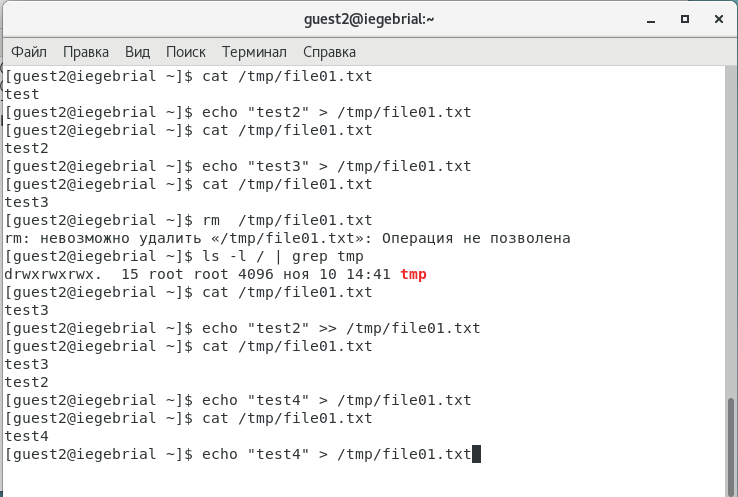 guest2@iegebrial:~
Файл Правка Вид Поиск Терминал Справка
[guest2@iegebrial ~]$ cat /tmp/file01.txt
test
[guest2@iegebrial ~]$ echo "test2" > /tmp/file01.txt
[guest2@iegebrial ~]$ cat /tmp/file01.txt
test2
[guest2@iegebrial ~]$ echo "test3" > /tmp/file01.txt
[guest2@iegebrial ~]$ cat /tmp/file01.txt
test3
[guest2@iegebrial ~]$ rm  /tmp/file01.txt
rm: невозможно удалить «/tmp/file01.txt»: Операция не позволена
[guest2@iegebrial ~]$ ls -l / | grep tmp
drwxrwxrwx.  15 root root 4096 ноя 10 14:41 tmp
[guest2@iegebrial ~]$ cat /tmp/file01.txt
test3
[guest2@iegebrial ~]$ echo "test2" >> /tmp/file01.txt
[guest2@iegebrial ~]$ cat /tmp/file01.txt
test3
test2
[guest2@iegebrial ~]$ echo "test4" > /tmp/file01.txt
[guest2@iegebrial ~]$ cat /tmp/file01.txt
test4
[guest2@iegebrial ~]$ echo "test4" > /tmp/file01.txt